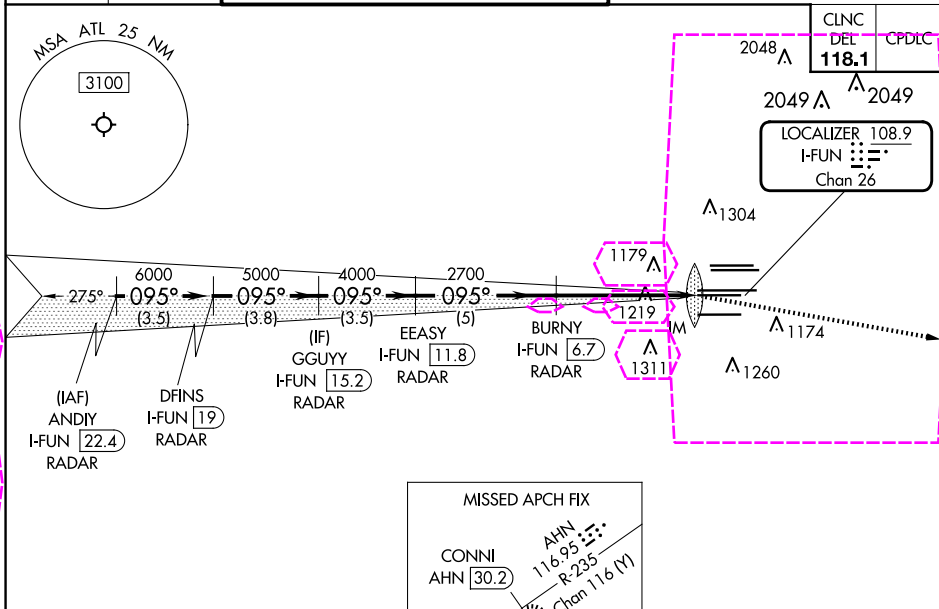 MSA ATL 25 NM
3100
CLNC
DEL
118.1
CPDLC
2048
2049
2049
LOCALIZER 108.9
I-FUN
Chan 26
1304
1179
1219
IM
1311
1174
1260
6000
5000
4000
2700
275°
095°
095°
095°
095°
(3.5)
(3.8)
(3.5)
(5)
(IAF)
ANDIY
I-FUN 22.4
RADAR
DFINS
I-FUN 19
RADAR
(IF)
GGUYY
I-FUN 15.2
RADAR
EEASY
I-FUN 11.8
RADAR
BURNY
I-FUN 6.7
RADAR
MISSED APCH FIX
CONNI
AHN 30.2
AHN
116.95
R-235
Chan 116 (Y)